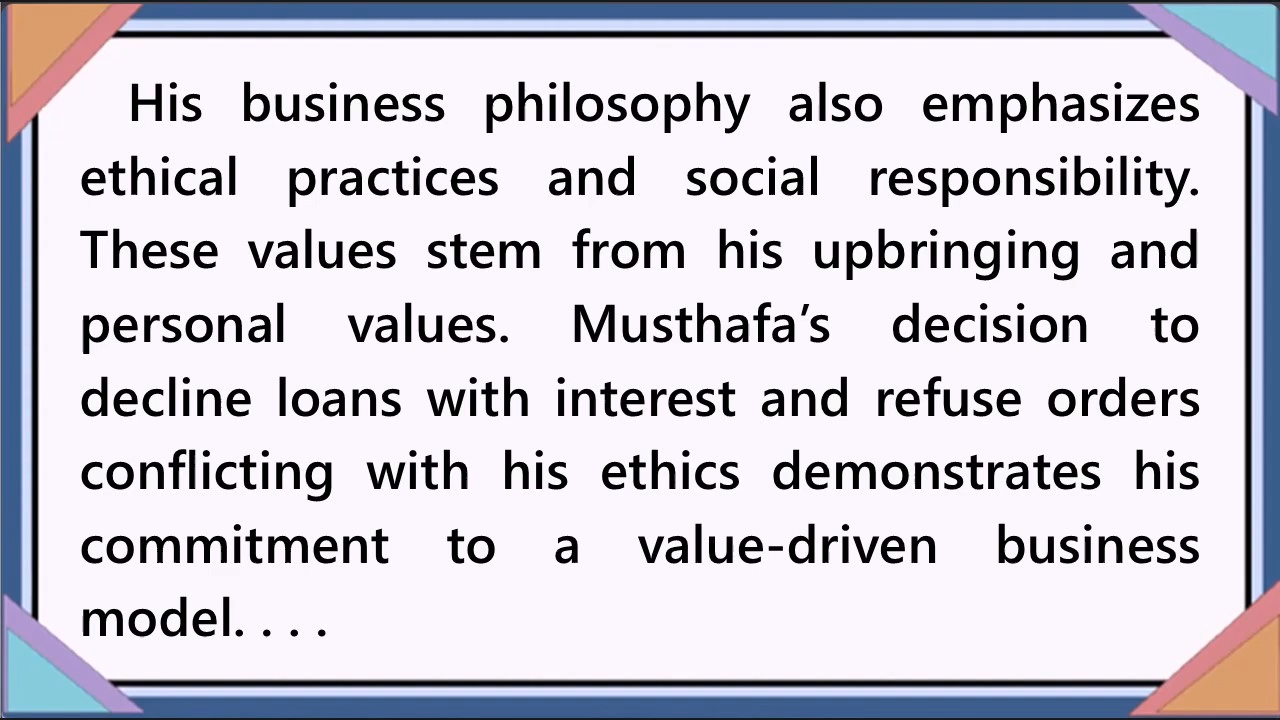 His business philosophy also emphasizes
ethical practices and social responsibility.
These values stem from his upbringing and
personal values. Musthafa’s decision to
decline loans with interest and refuse orders
conflicting with his ethics demonstrates his
commitment to a value-driven business
model. . . .